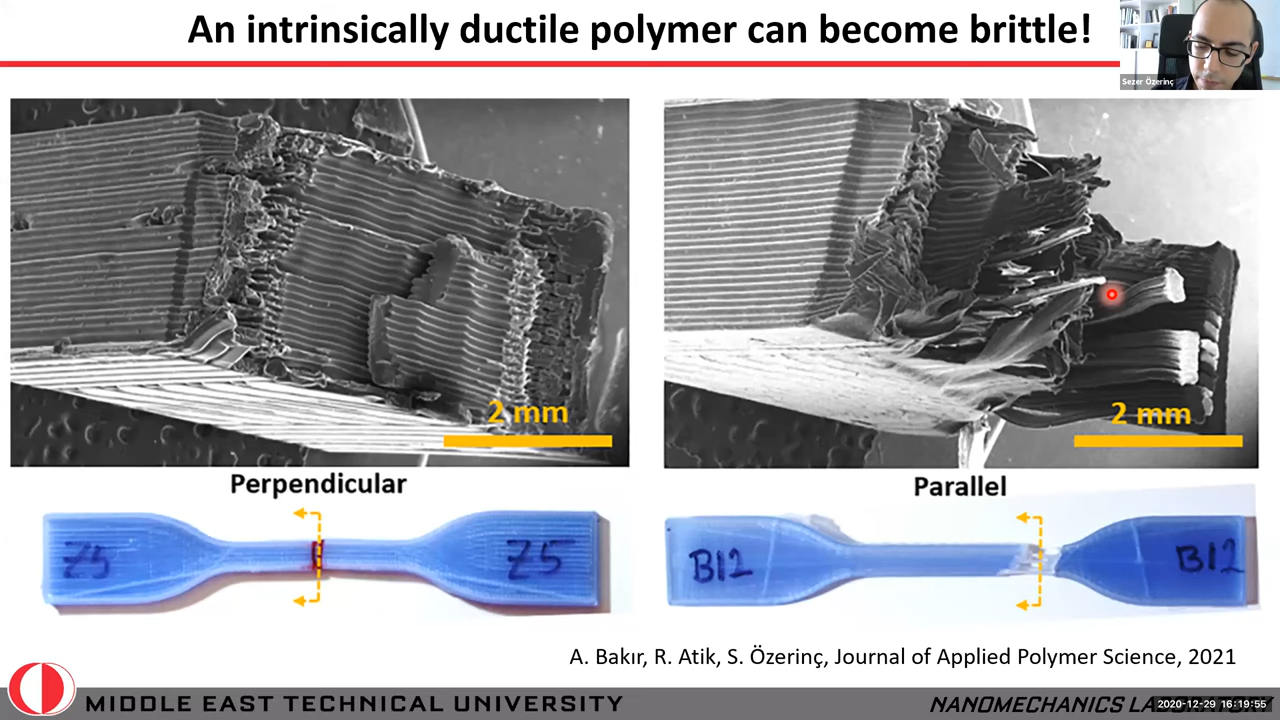 An intrinsically ductile polymer can become brittle!
Sezer Özerinç
2 mm
2 mm
Perpendicular
Parallel
Z5
Z5
B12
B12
A. Bakır, R. Atik, S. Özerinç, Journal of Applied Polymer Science, 2021
MIDDLE EAST TECHNICAL UNIVERSITY
NANOMECHANICS
2020-12-29 16:19:55